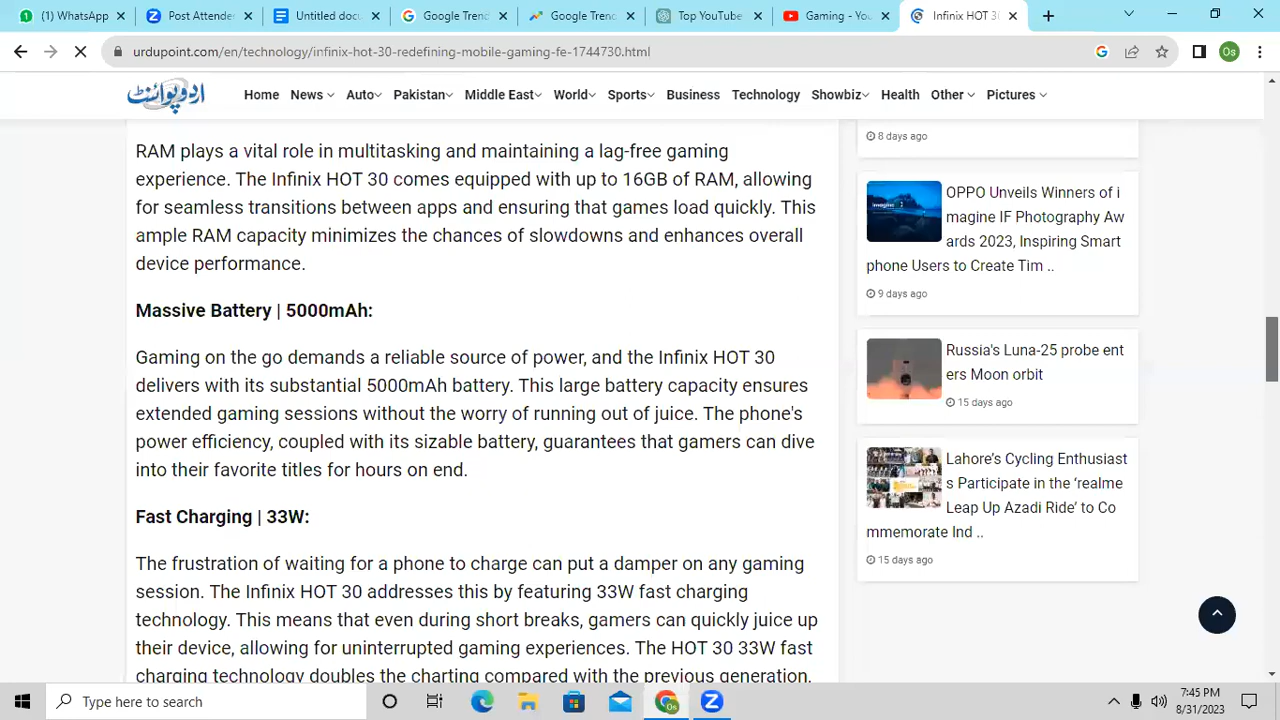 (1) WhatsApp
Zoom Meetin
Untitled docu
Google Trenc
Google Trenc
Top YouTube
Gaming - You
Infinix HOT 30
urdupoint.com/en/technology/infinix-hot-30-redefining-mobile-gaming-fe-1744730.html
Os
اردو پوائنٹ
Home News Auto Pakistan Middle East World Sports Business Technology Showbiz Health Other Pictures
RAM plays a vital role in multitasking and maintaining a lag-free gaming
experience. The Infinix HOT 30 comes equipped with up to 16GB of RAM, allowing
for seamless transitions between apps and ensuring that games load quickly. This
ample RAM capacity minimizes the chances of slowdowns and enhances overall
device performance.
Massive Battery | 5000mAh:
Gaming on the go demands a reliable source of power, and the Infinix HOT 30
delivers with its substantial 5000mAh battery. This large battery capacity ensures
extended gaming sessions without the worry of running out of juice. The phone's
power efficiency, coupled with its sizable battery, guarantees that gamers can dive
into their favorite titles for hours on end.
Fast Charging | 33W:
The frustration of waiting for a phone to charge can put a damper on any gaming
session. The Infinix HOT 30 addresses this by featuring 33W fast charging
technology. This means that even during short breaks, gamers can quickly juice up
their device, allowing for uninterrupted gaming experiences. The HOT 30 33W fast
charging technology doubles the charting compared with the previous generation.
8 days ago
OPPO Unveils Winners of i
magine IF Photography Aw
ards 2023, Inspiring Smart
phone Users to Create Tim ..
9 days ago
Russia's Luna-25 probe ent
ers Moon orbit
15 days ago
Lahore's Cycling Enthusiast
s Participate in the ‘realme
Leap Up Azadi Ride’ to Co
mmemorate Ind ..
15 days ago
Type here to search
Os
7:45 PM
8/31/2023